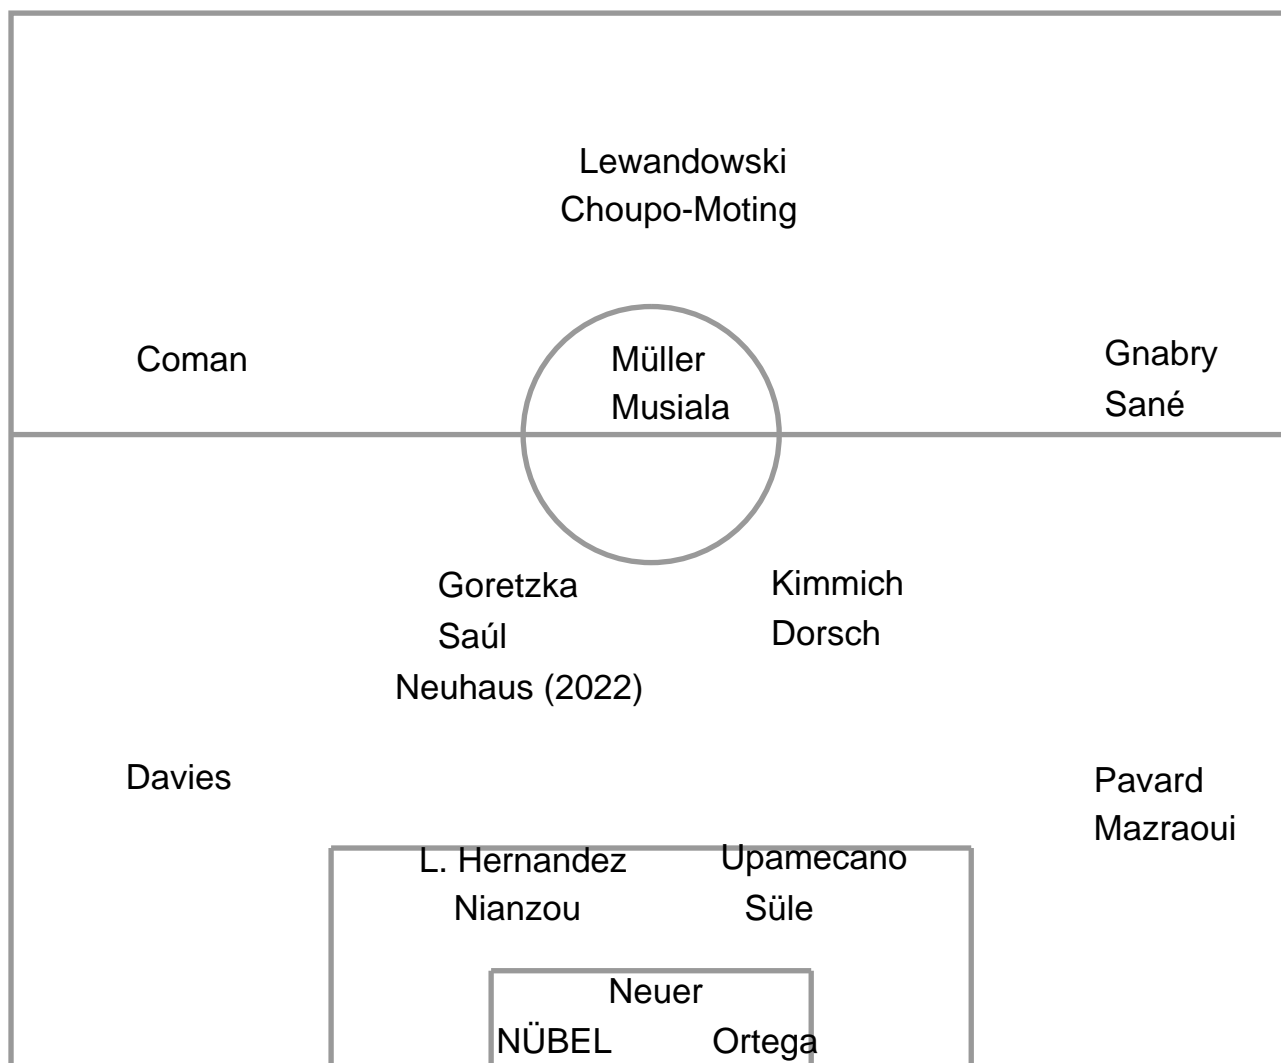 Lewandowski
Choupo-Moting
Coman
Müller
Musiala
Gnabry
Sané
Goretzka
Saúl
Neuhaus (2022)
Kimmich
Dorsch
Davies
Pavard
Mazraoui
L. Hernandez
Nianzou
Upamecano
Süle
Neuer
NÜBEL
Ortega